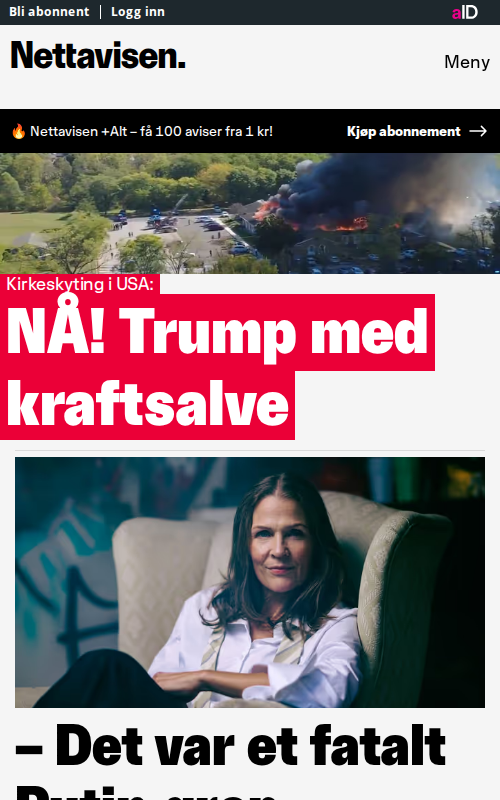 Bli abonnent | Logg inn
aID
Nettavisen.
Meny
🔥 Nettavisen +Alt – få 100 aviser fra 1 kr!
Kjøp abonnement →
Kirkeskyting i USA:
NÅ! Trump med
kraftsalve
– Det var et fatalt